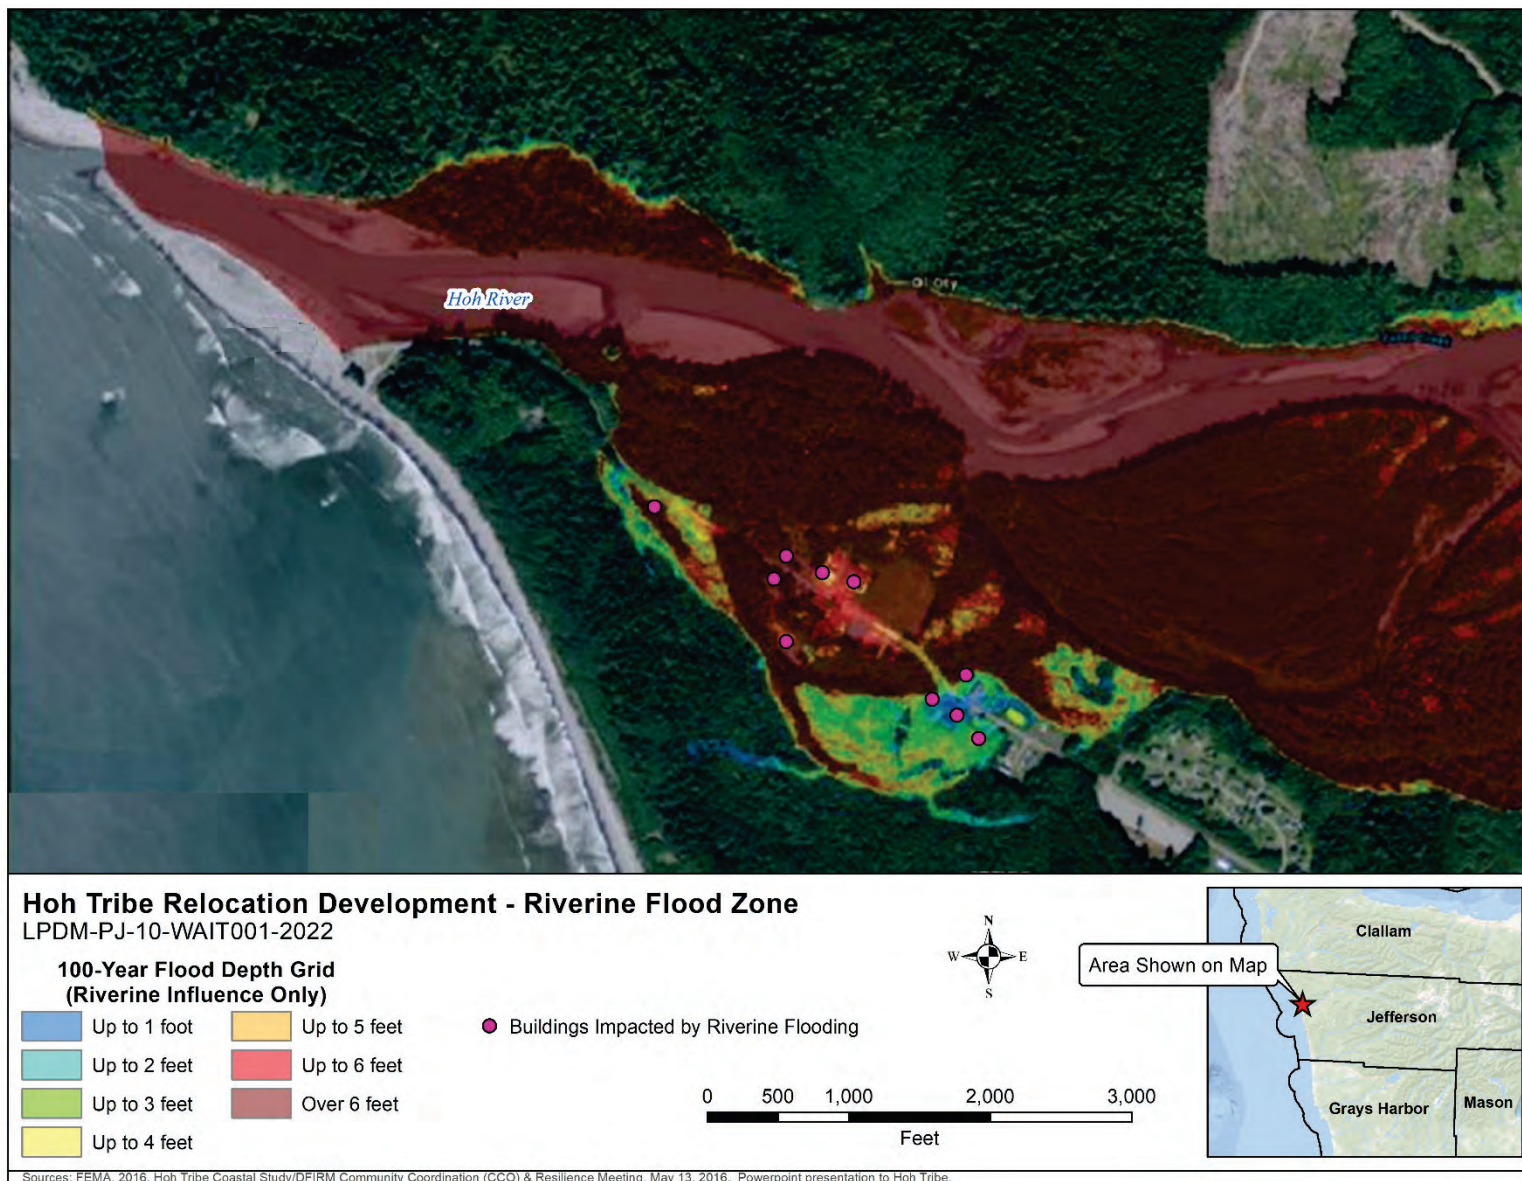 Oil City
Hoh River
Hoh Tribe Relocation Development - Riverine Flood Zone
LPDM-PJ-10-WAIT001-2022
100-Year Flood Depth Grid
(Riverine Influence Only)
Up to 1 foot
Up to 2 feet
Up to 3 feet
Up to 4 feet
Up to 5 feet
Up to 6 feet
Over 6 feet
Buildings Impacted by Riverine Flooding
N
W E
S
0 500 1,000 2,000 3,000
Feet
Area Shown on Map
Clallam
Jefferson
Grays Harbor
Mason
Sources: FEMA, 2016. Hoh Tribe Coastal Study/DFIRM Community Coordination (CCO) & Resilience Meeting, May 13, 2016. Powerpoint presentation to Hoh Tribe.